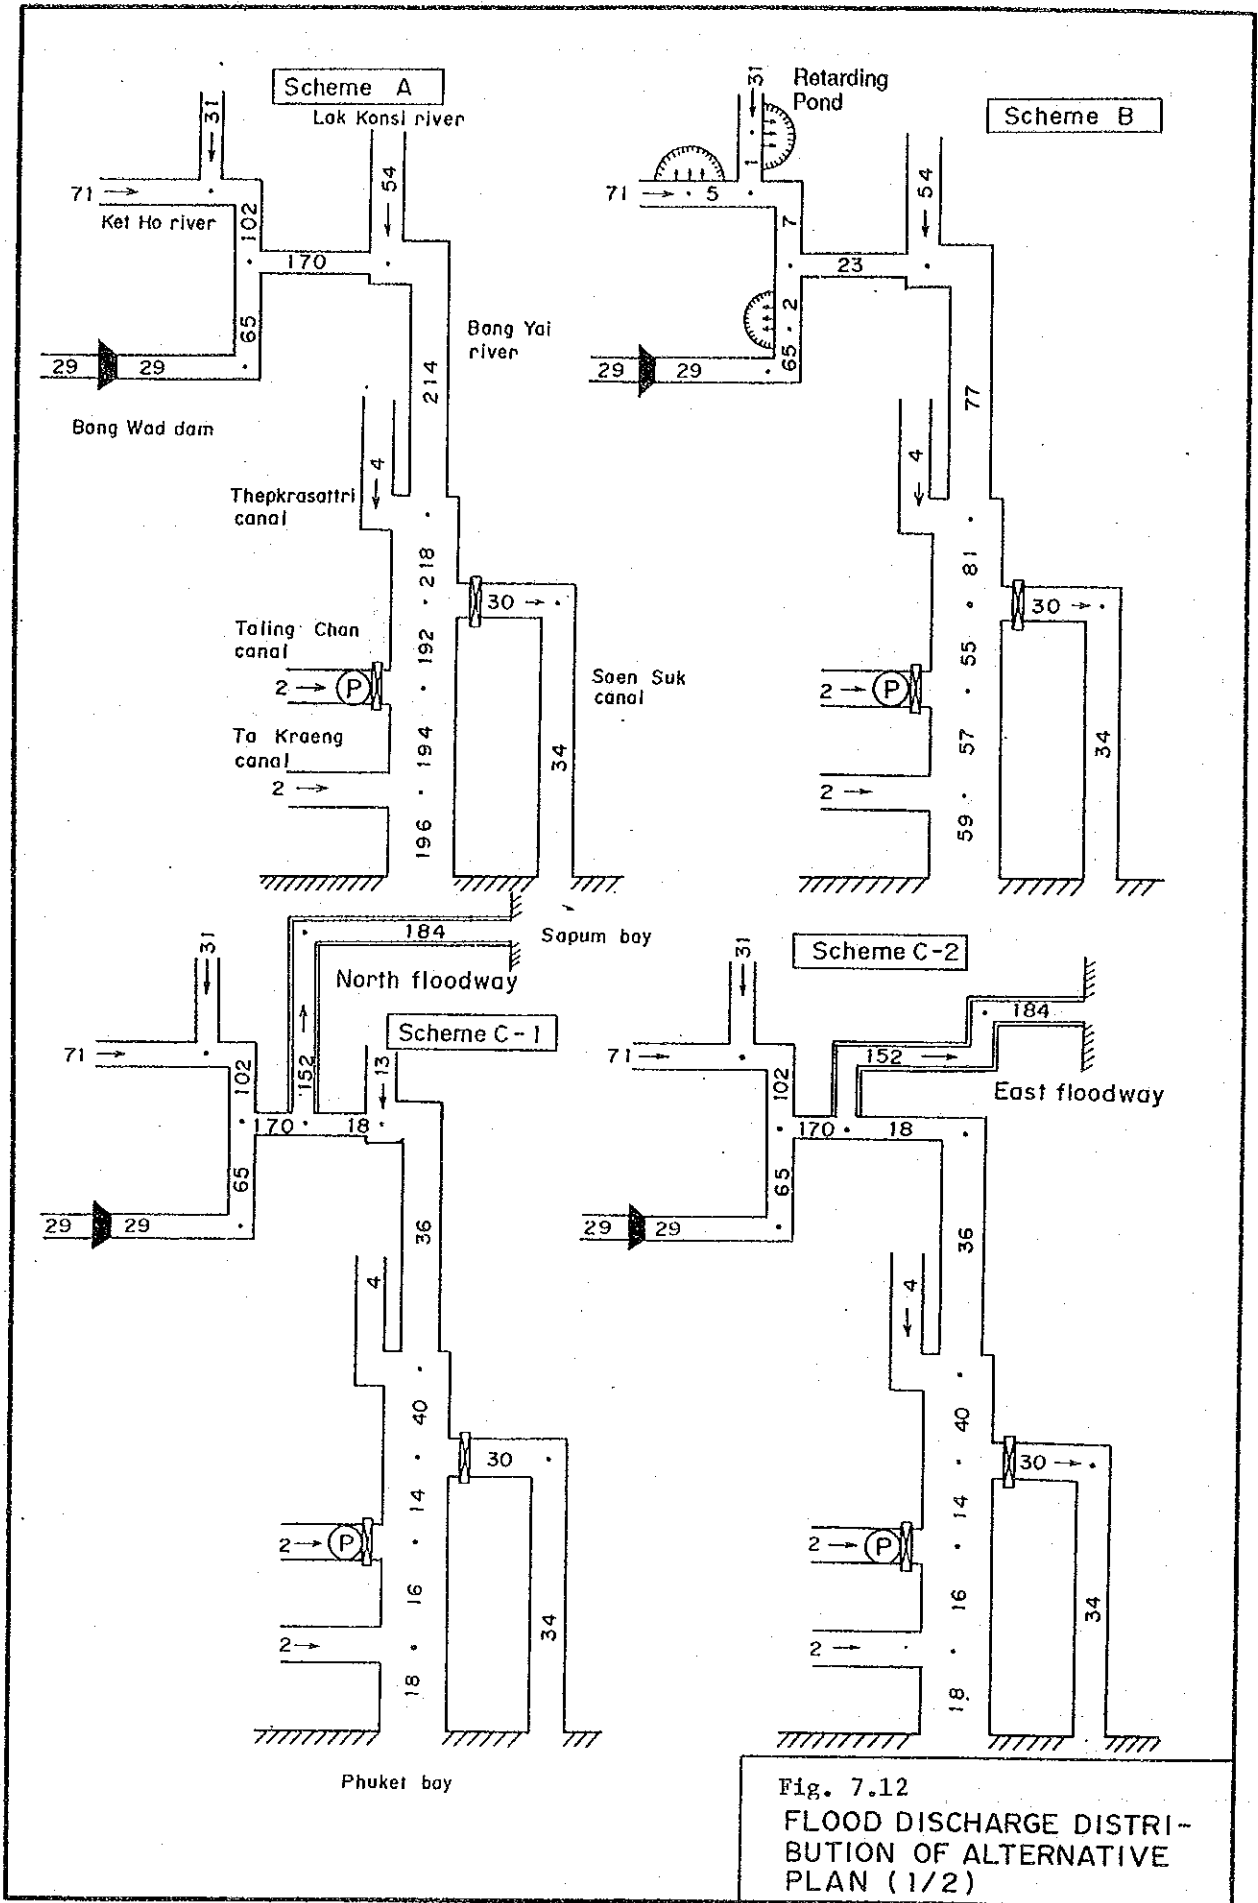 Scheme A
Lak Konsi river
31
54
71
Ket Ho river
102
170
65
29
29
Bang Wad dam
Bang Yai
river
214
4
Thepkrasattri
canal
218
30
Taling Chan
canal
192
2
P
Saen Suk
canal
Ta Kraeng
canal
194
34
2
196
Scheme B
31
Retarding
Pond
54
71
5
1
7
23
2
65
29
29
77
4
81
30
55
2
P
57
34
2
59
Scheme C-1
184
Sapum bay
North floodway
31
71
102
152
13
170
18
65
29
29
36
4
40
30
14
2
P
16
34
2
18
Phuket bay
Scheme C-2
31
184
71
152
East floodway
102
170
18
65
29
29
36
4
40
30
14
2
P
16
34
2
18
Fig. 7.12
FLOOD DISCHARGE DISTRI-
BUTION OF ALTERNATIVE
PLAN (1/2)